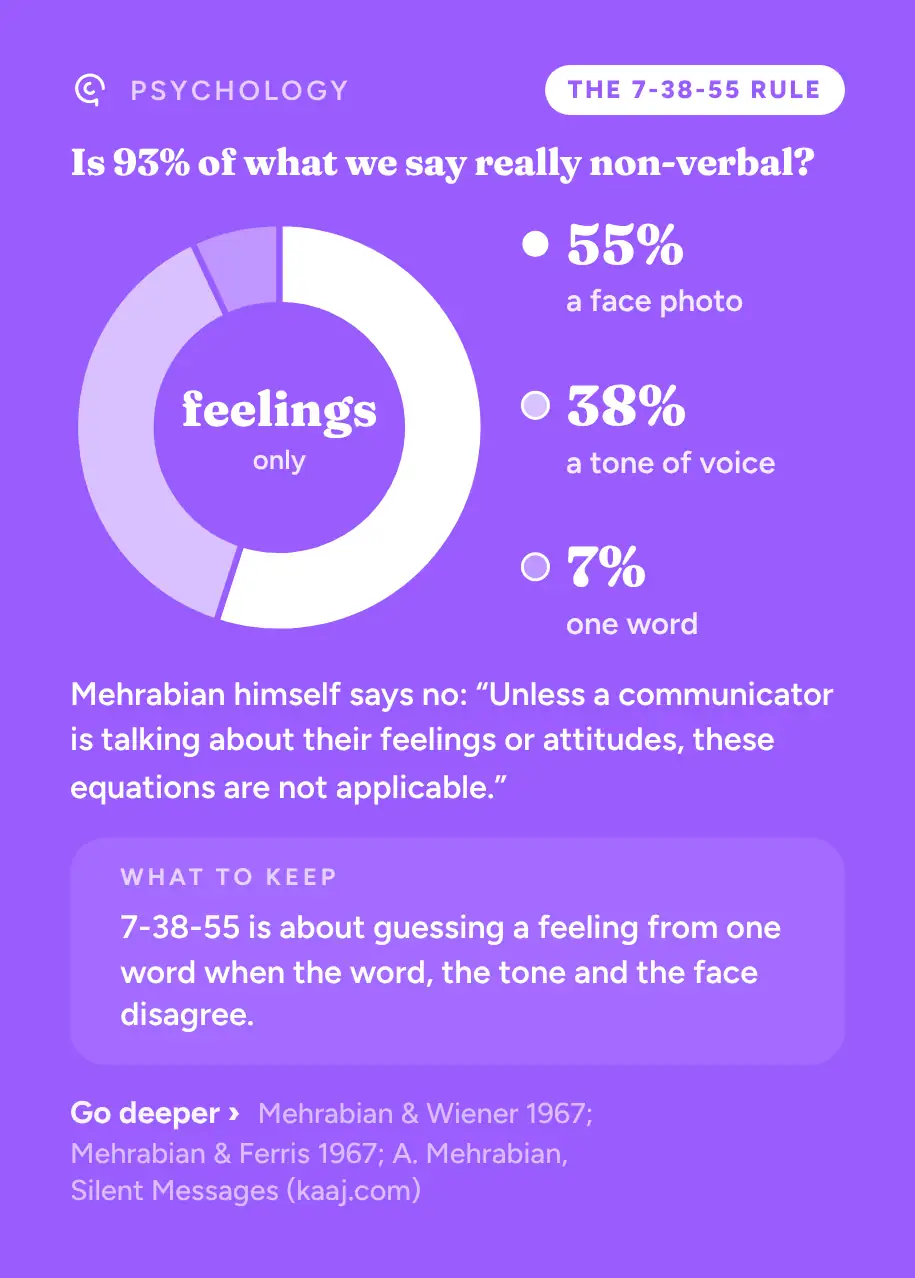 PSYCHOLOGY
THE 7-38-55 RULE
Is 93% of what we say really non-verbal?
feelings
only
55%
a face photo
38%
a tone of voice
7%
one word
Mehrabian himself says no: “Unless a communicator
is talking about their feelings or attitudes, these
equations are not applicable.”
WHAT TO KEEP
7-38-55 is about guessing a feeling from one
word when the word, the tone and the face
disagree.
Go deeper › Mehrabian & Wiener 1967;
Mehrabian & Ferris 1967; A. Mehrabian,
Silent Messages (kaaj.com)